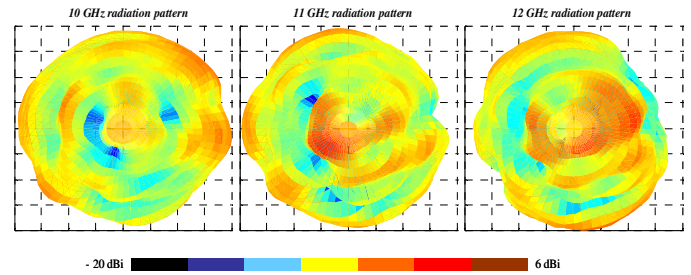 10 GHz radiation pattern
11 GHz radiation pattern
12 GHz radiation pattern
- 20 dBi
6 dBi